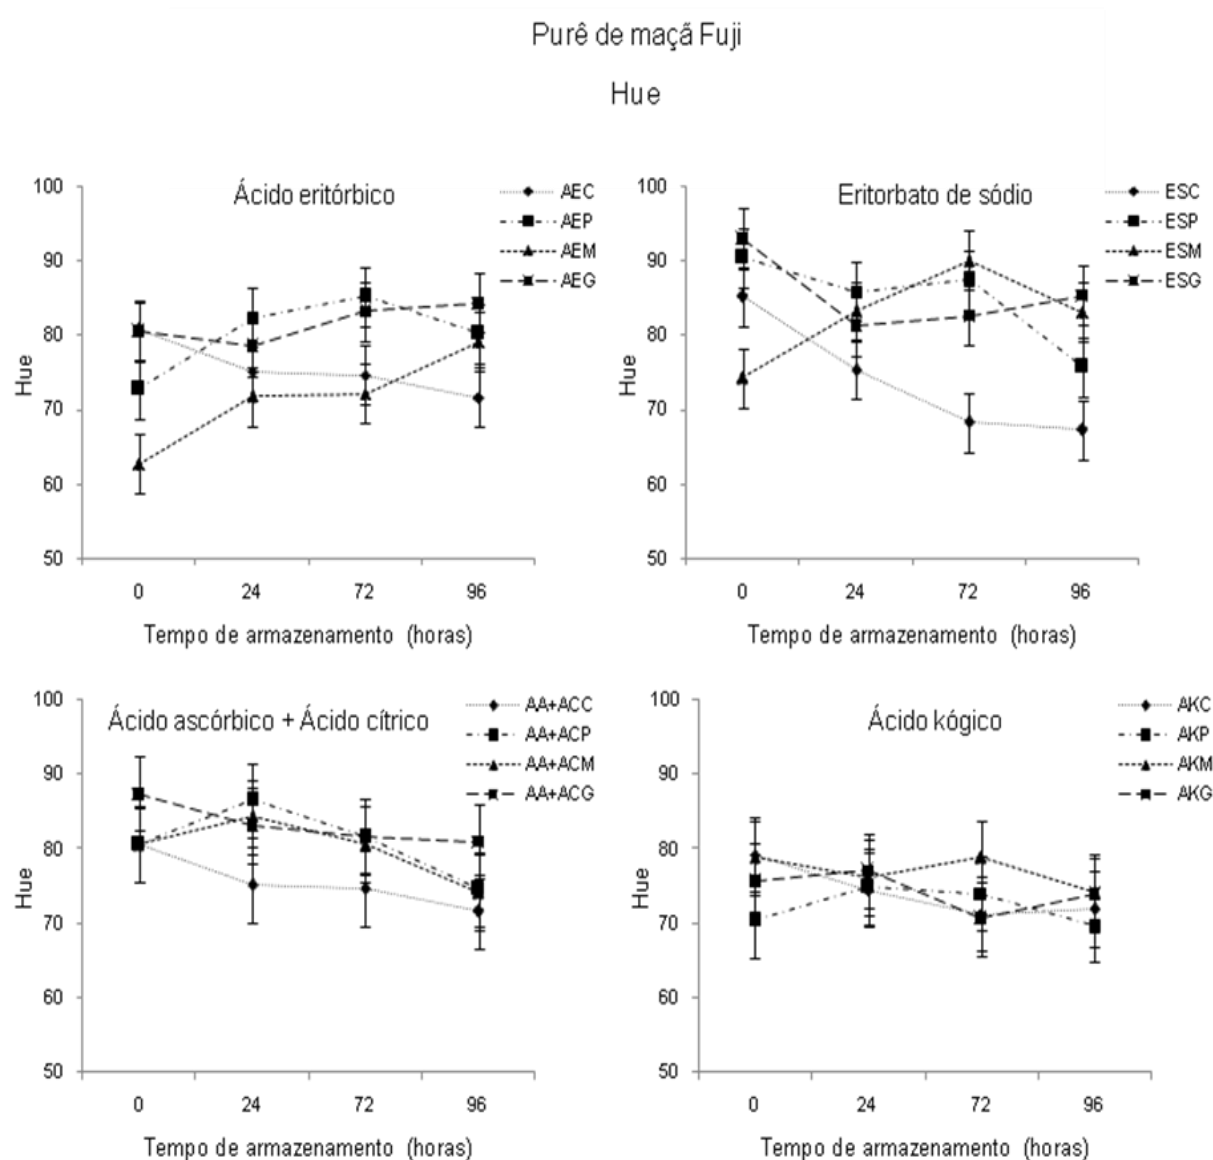 Purê de maçã Fuji
Hue
Ácido eritórbico
AEC
AEP
AEM
AEG
100
90
80
70
60
50
Hue
0 24 72 96
Tempo de armazenamento (horas)
Eritorbato de sódio
ESC
ESP
ESM
ESG
100
90
80
70
60
50
Hue
0 24 72 96
Tempo de armazenamento (horas)
Ácido ascórbico + Ácido cítrico
AA+ACC
AA+ACP
AA+ACM
AA+ACG
100
90
80
70
60
50
Hue
0 24 72 96
Tempo de armazenamento (horas)
Ácido kógico
AKC
AKP
AKM
AKG
100
90
80
70
60
50
Hue
0 24 72 96
Tempo de armazenamento (horas)